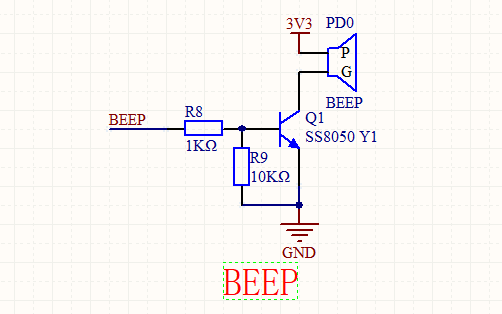 3V3
PD0
P
G
BEEP
BEEP
R8
1KΩ
Q1
SS8050 Y1
R9
10KΩ
GND
BEEP